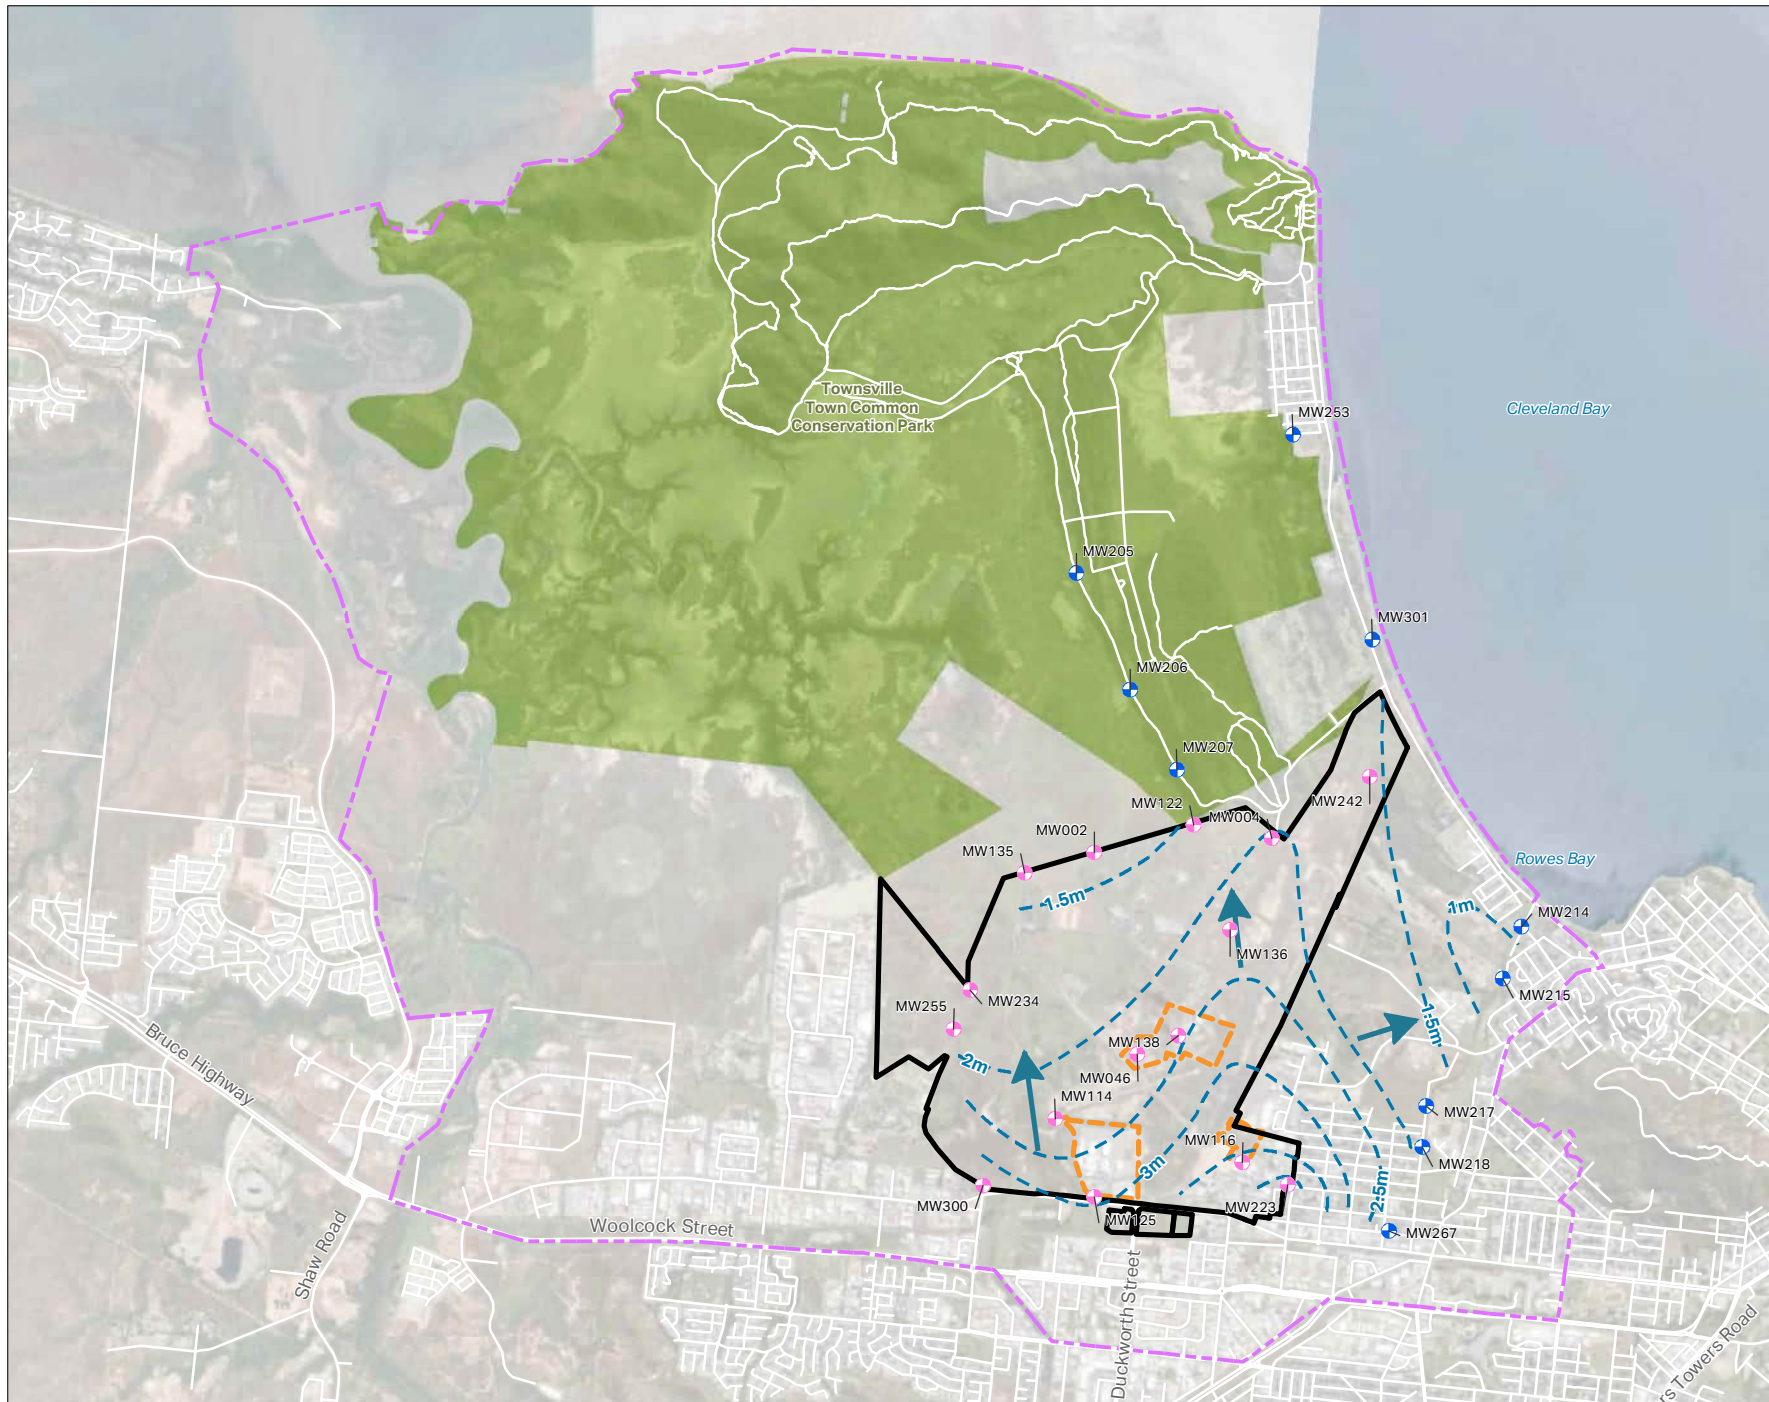 Townsville
Town Common
Conservation Park
Cleveland Bay
MW253
MW205
MW301
MW206
MW207
MW122
MW004
MW242
MW002
MW135
Rowes Bay
1.5m
1m
MW214
MW136
MW234
MW255
MW215
1.5m
MW138
2m
MW046
MW114
MW217
MW116
MW218
3m
2.5m
MW300
MW125
MW223
MW267
Bruce Highway
Shaw Road
Woolcock Street
Duckworth Street
rs Towers Road